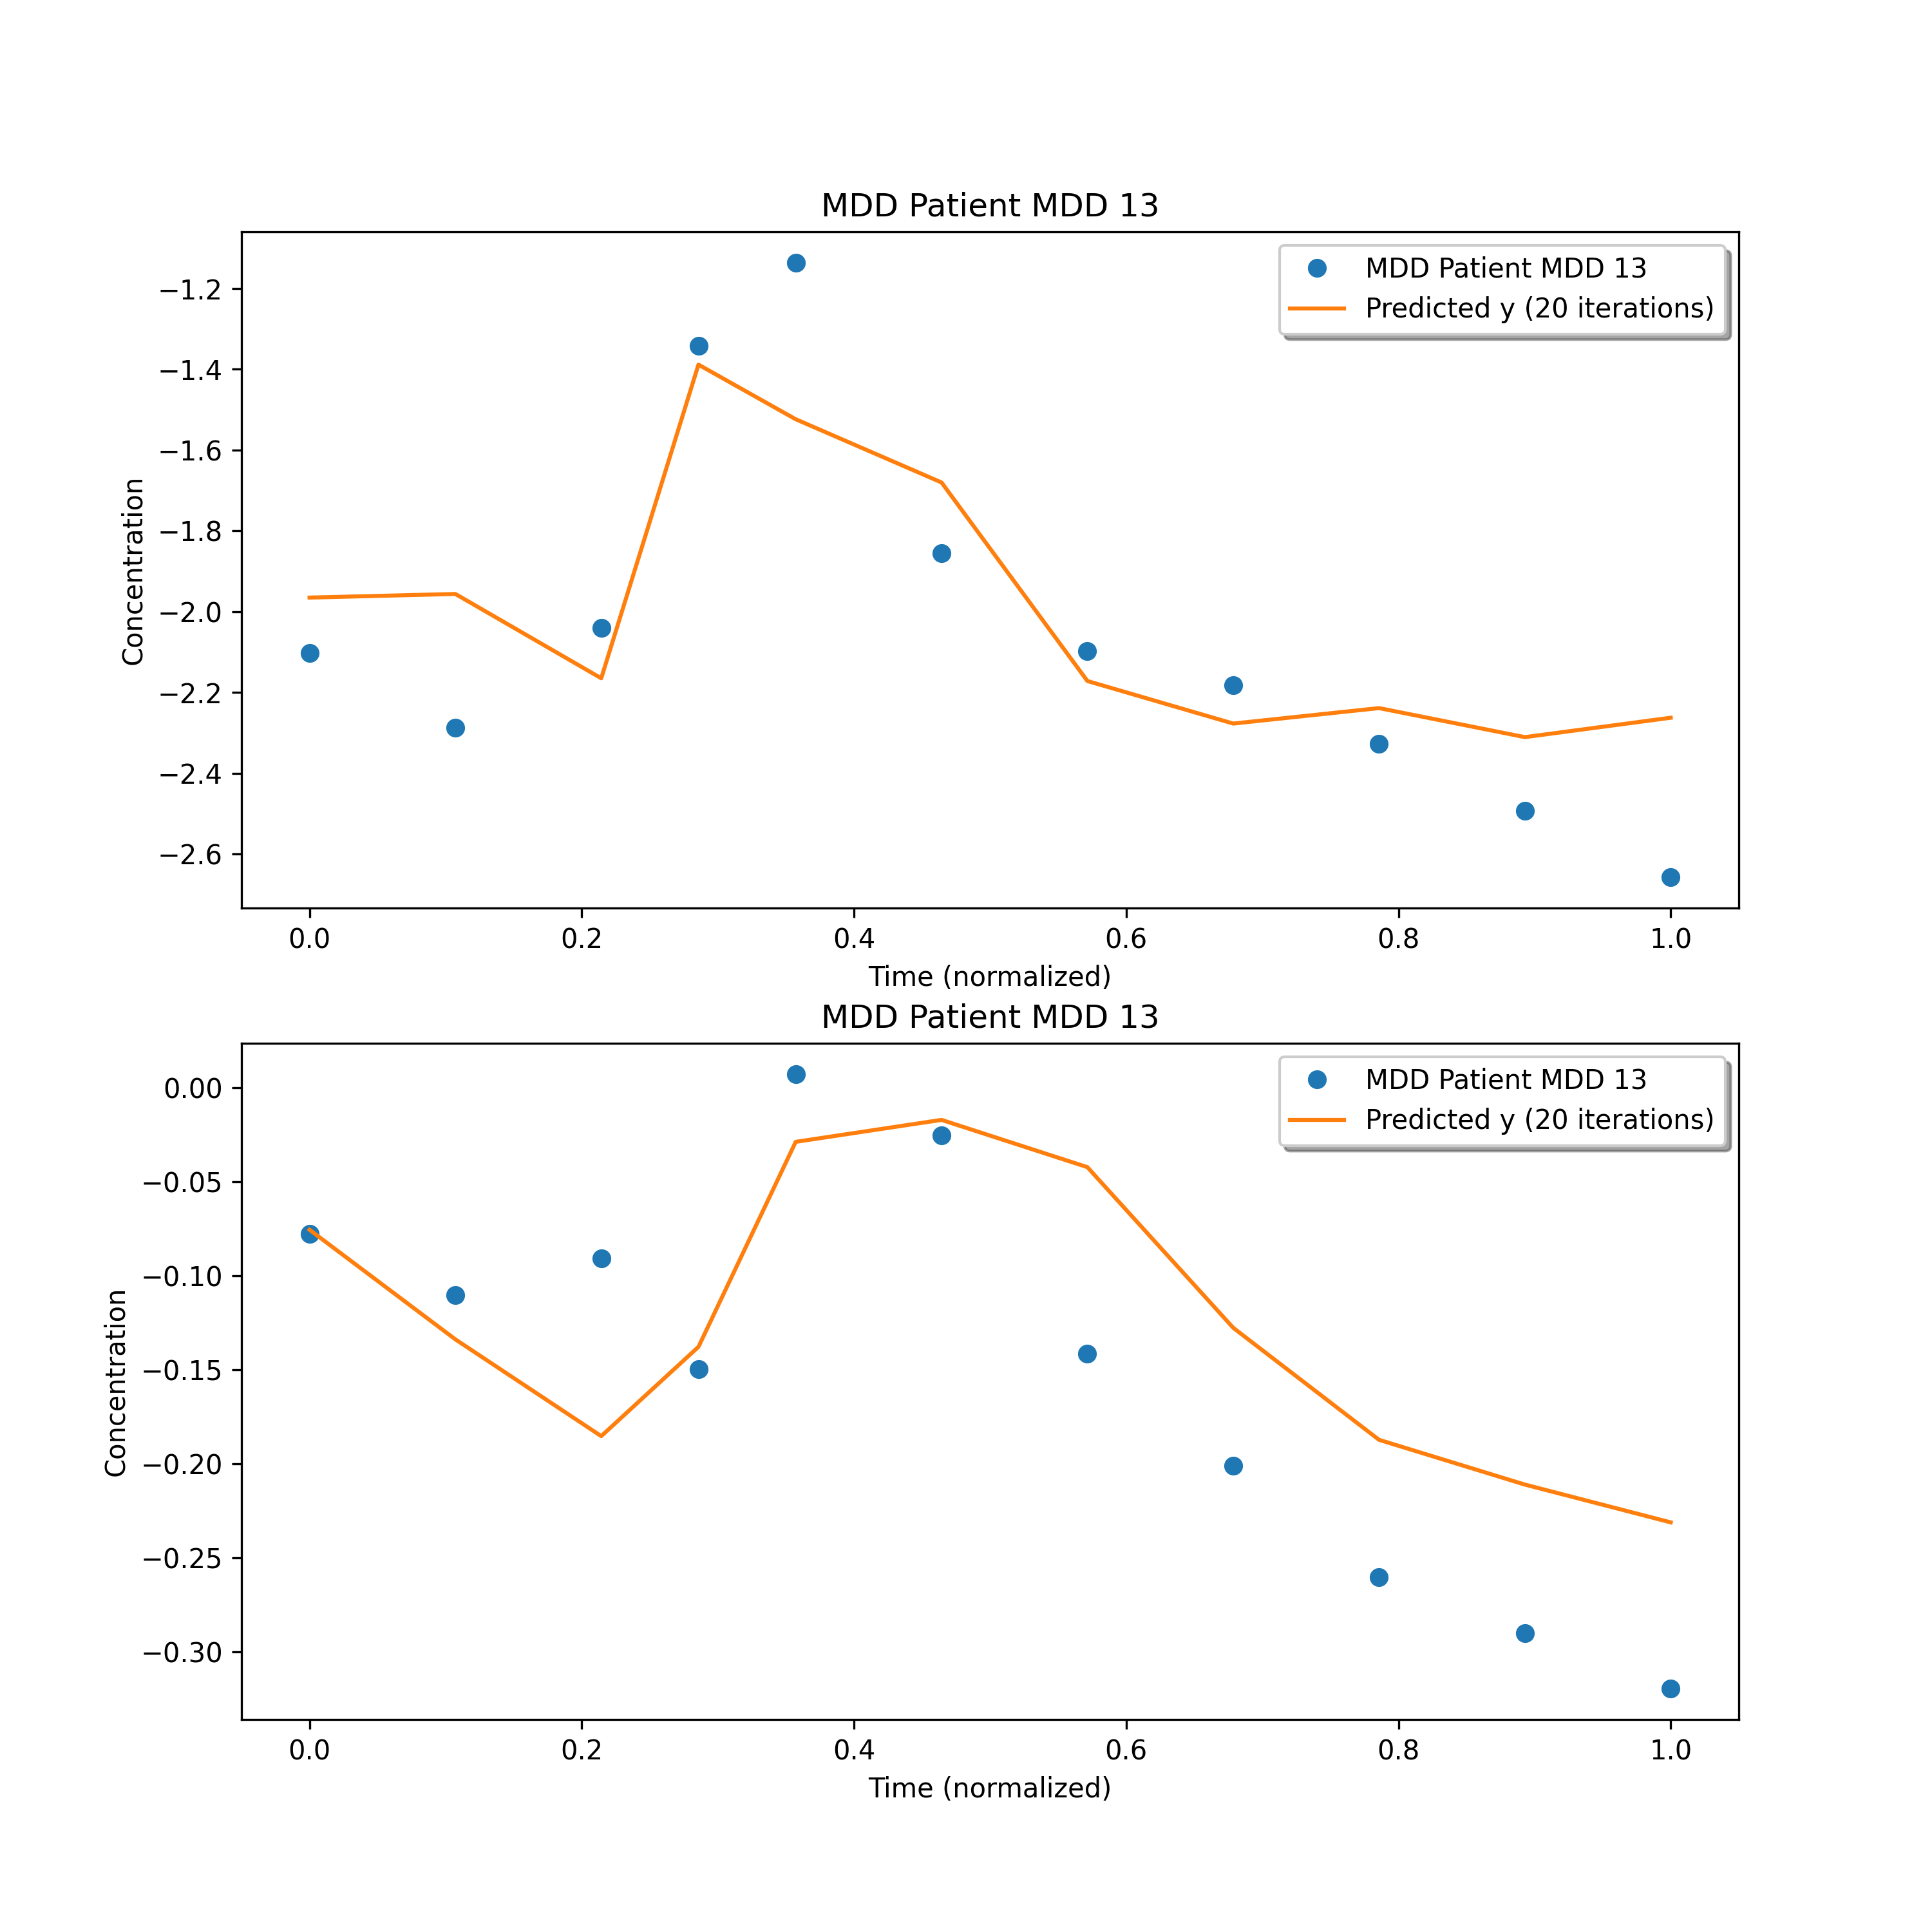 MDD Patient MDD 13
MDD Patient MDD 13
Predicted y (20 iterations)
−1.2
−1.4
−1.6
−1.8
−2.0
−2.2
−2.4
−2.6
Concentration
0.0 0.2 0.4 0.6 0.8 1.0
Time (normalized)
MDD Patient MDD 13
MDD Patient MDD 13
Predicted y (20 iterations)
0.00
−0.05
−0.10
−0.15
−0.20
−0.25
−0.30
Concentration
0.0 0.2 0.4 0.6 0.8 1.0
Time (normalized)